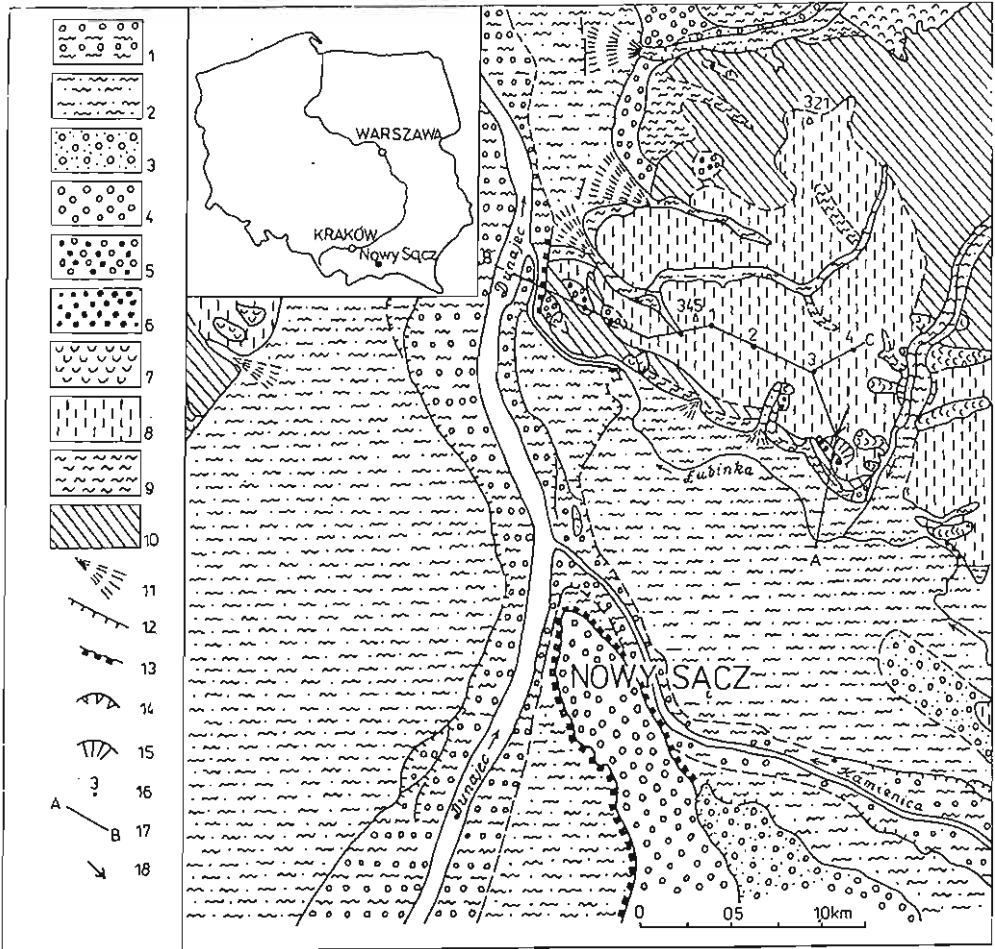 1
2
3
4
5
6
7
8
9
10
11
12
13
14
15
3
16
A
B
17
18
WARSZAWA
KRAKÓW
Nowy Sącz
321
B
Dunajec
345
1
2
3
4
C
Łubinka
A
NOWY SĄCZ
Dunajec
Kamienica
0
05
10km